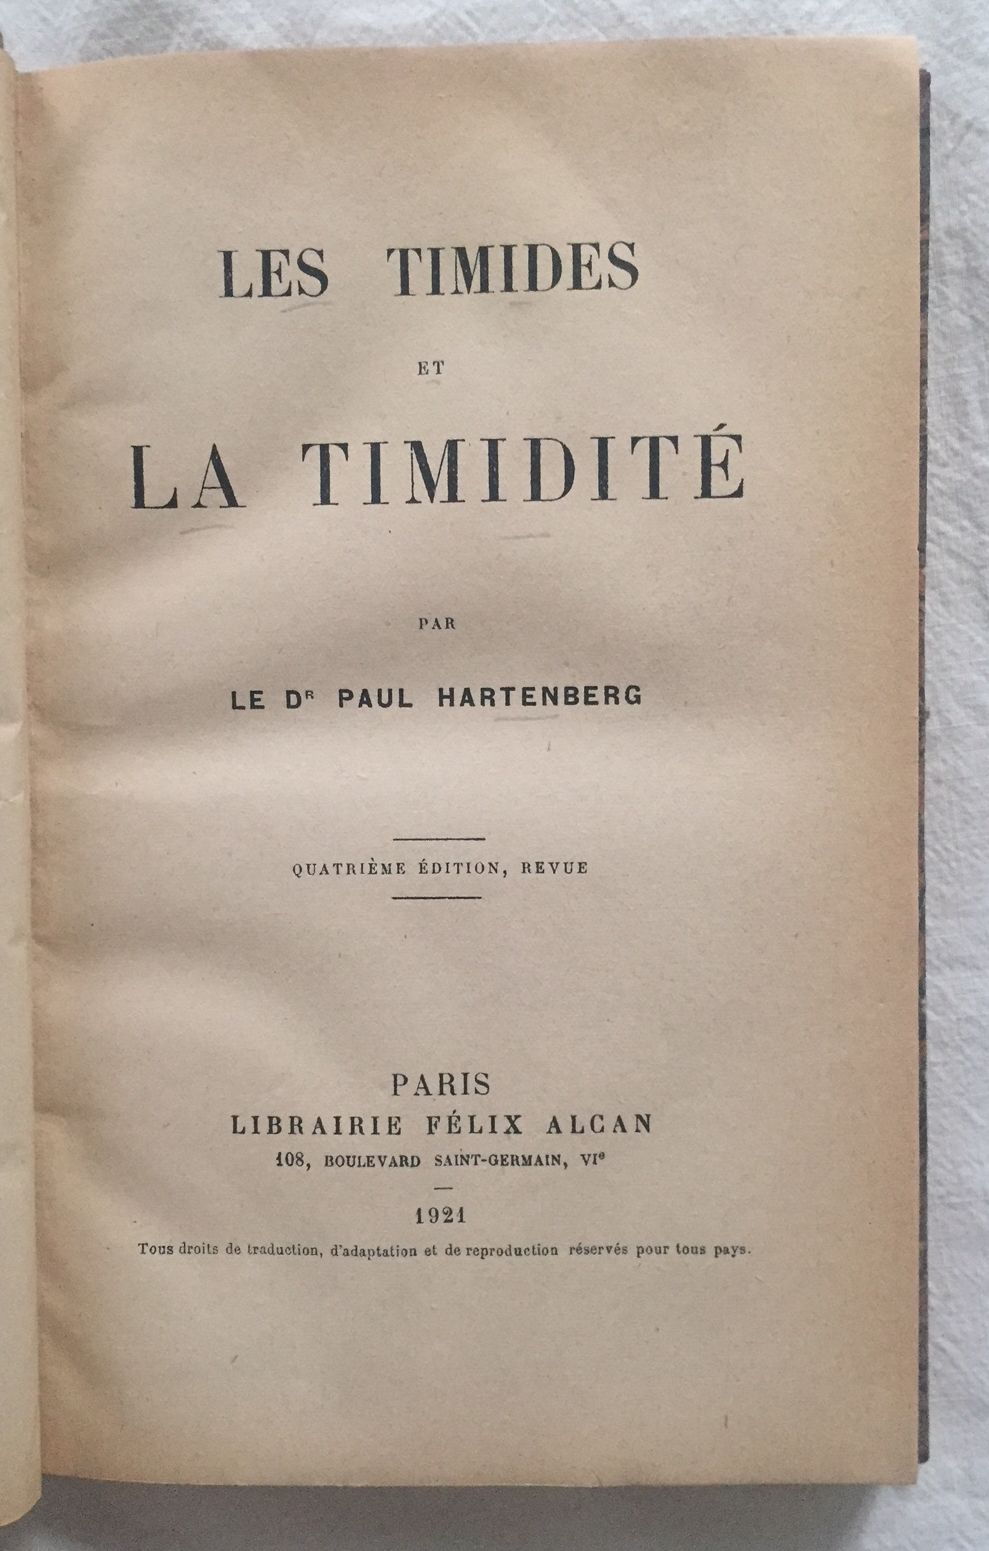 LES TIMIDES
ET
LA TIMIDITÉ
PAR
LE Dᴿ PAUL HARTENBERG
QUATRIÈME ÉDITION, REVUE
PARIS
LIBRAIRIE FÉLIX ALCAN
108, BOULEVARD SAINT-GERMAIN, VIᵉ
1921
Tous droits de traduction, d'adaptation et de reproduction réservés pour tous pays.